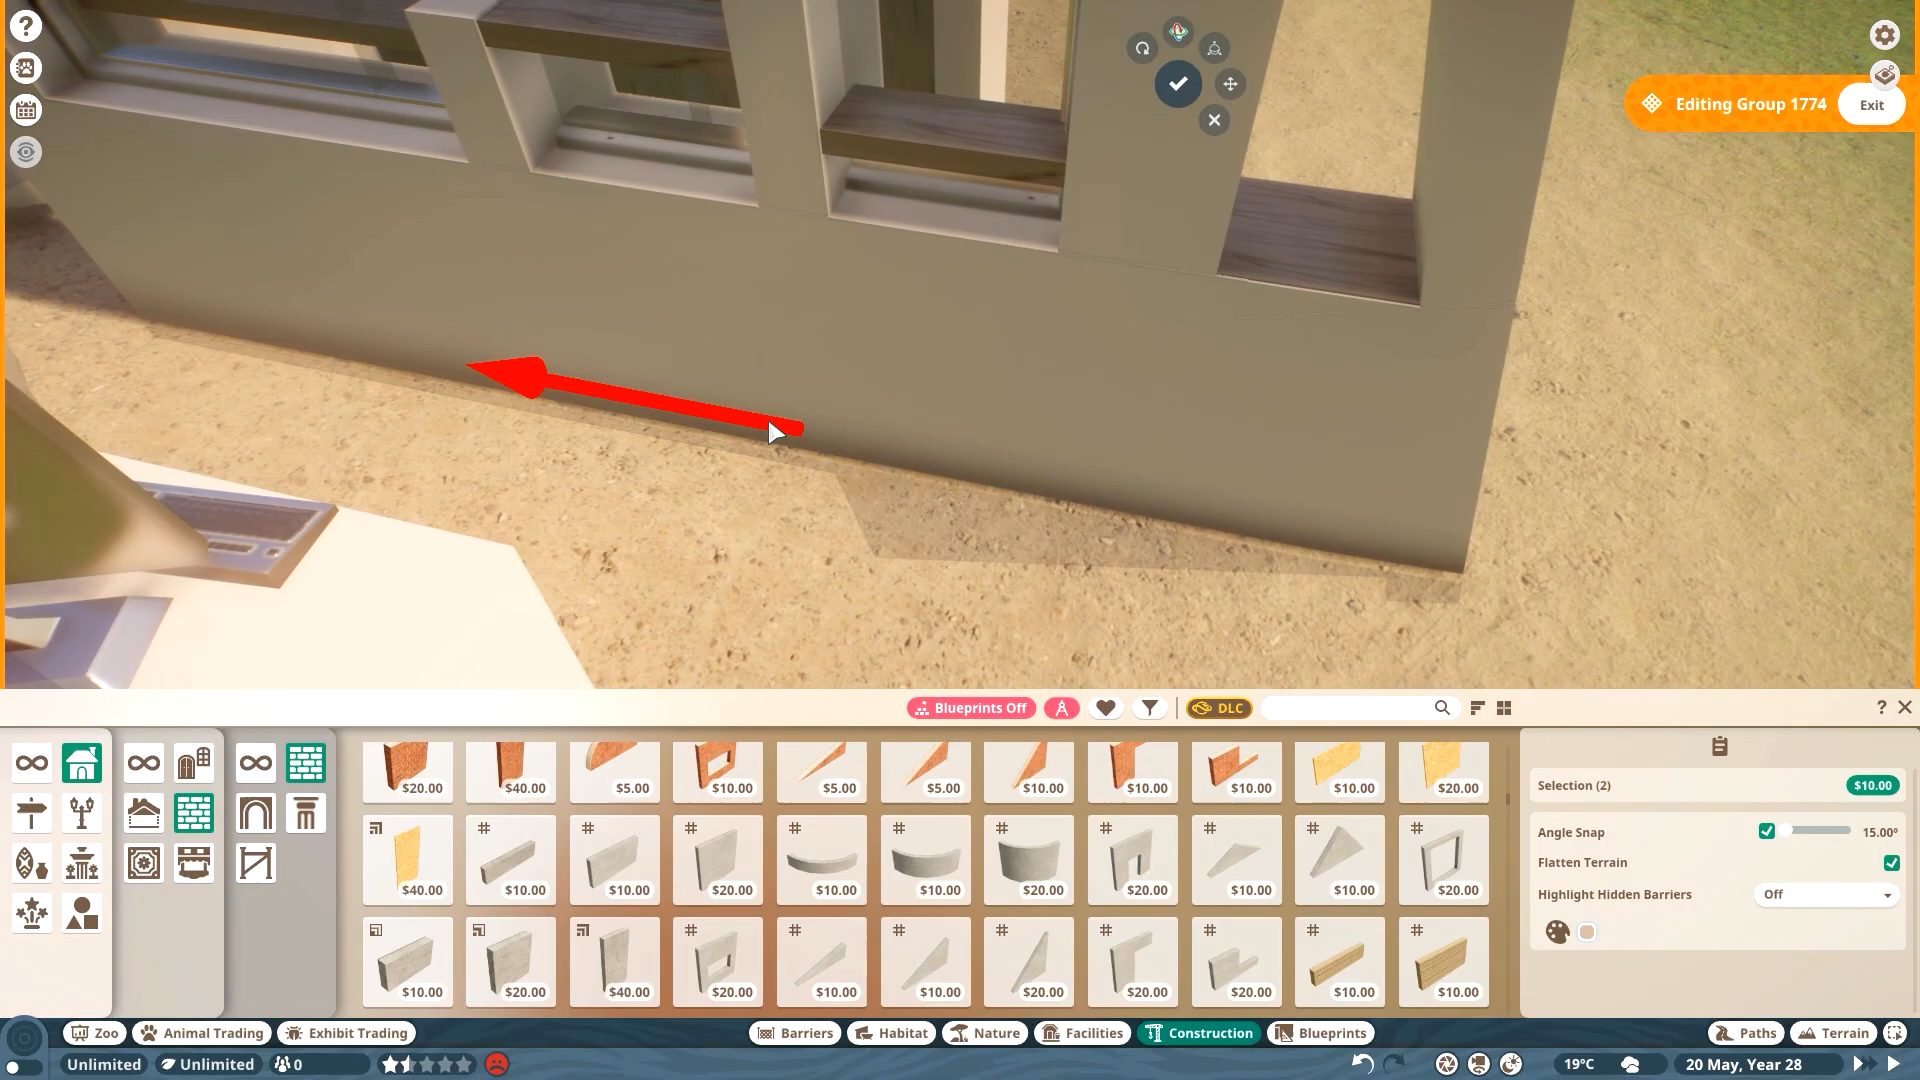 Editing Group 1774 Exit
Blueprints Off DLC
$20.00 $40.00 $5.00 $10.00 $5.00 $5.00 $10.00 $10.00 $10.00 $10.00 $20.00
$40.00 $10.00 $10.00 $20.00 $10.00 $10.00 $20.00 $20.00 $10.00 $10.00 $20.00
$10.00 $20.00 $40.00 $20.00 $10.00 $10.00 $20.00 $20.00 $20.00 $10.00 $10.00
Selection (2) $10.00
Angle Snap 15.00°
Flatten Terrain
Highlight Hidden Barriers Off
Zoo Animal Trading Exhibit Trading Barriers Habitat Nature Facilities Construction Blueprints Paths Terrain
Unlimited Unlimited 0 19°C 20 May, Year 28